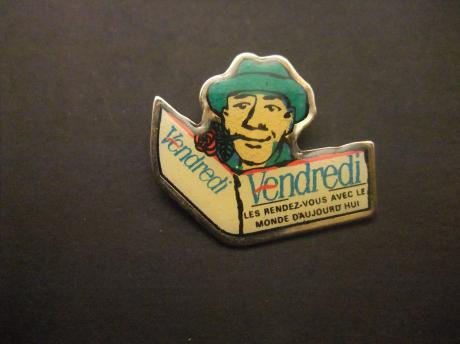 Vendredi
Vendredi
LES RENDEZ-VOUS AVEC LE
MONDE D'AUJOURD'HUI